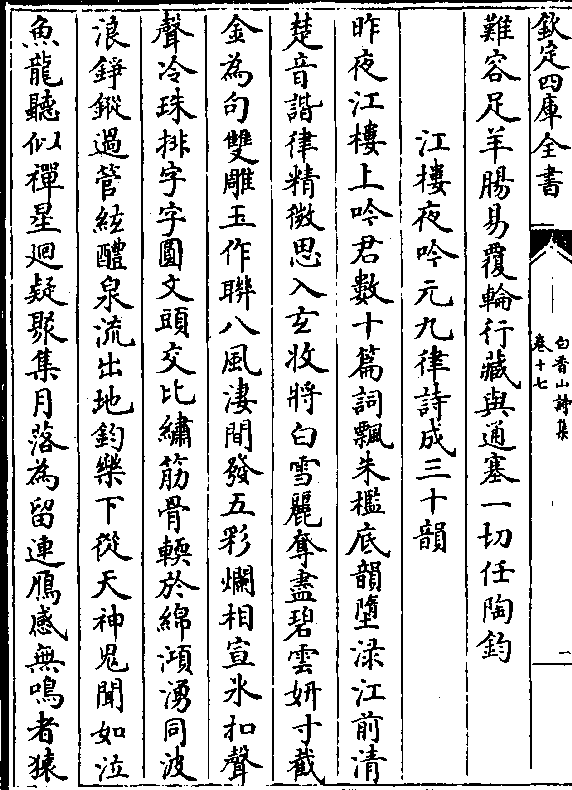 欽定四庫全書
白香山詩集
卷十七
一
難容足羊腸易覆輪行藏與通塞一切任陶鈞
江樓夜吟元九律詩成三十韻
昨夜江樓上吟君數十篇詞飄朱檻底韻墮渌江前清
楚音諧律精微思入玄收將白雪麗奪盡碧雲妍寸截
金為句雙雕玉作聯八風淒間發五彩爛相宣氷扣聲
聲冷珠排字字圓文頭交比繡筋骨輭於綿澒湧同波
浪錚鏦過管絃醴泉流出地鈞樂下從天神鬼聞如泣
魚龍聽似禪星迴疑聚集月落為留連鴈感無鳴者猿